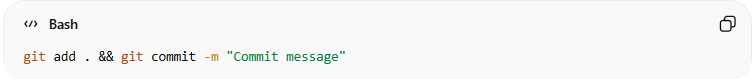 Bash
git add . && git commit -m "Commit message"